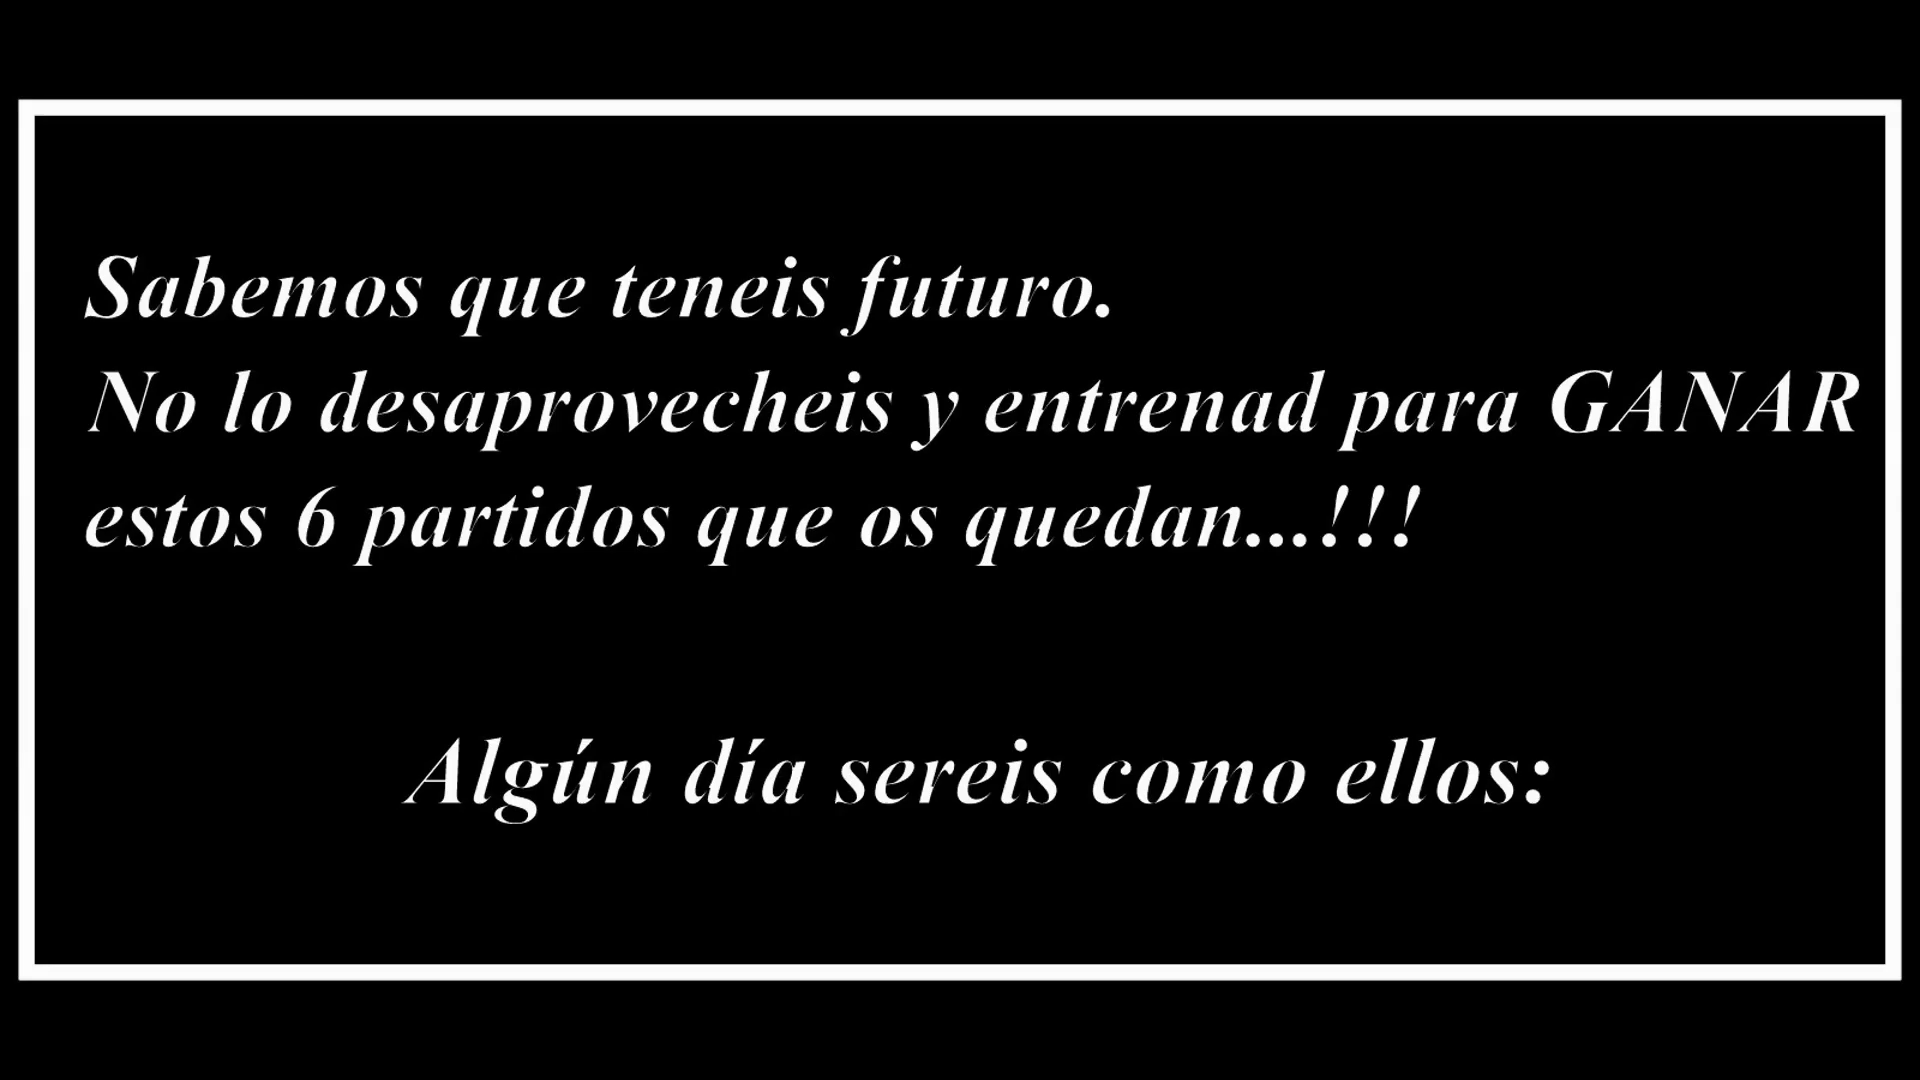 Sabemos que teneis futuro.
No lo desaprovecheis y entrenad para GANAR
estos 6 partidos que os quedan...!!!
Algún día sereis como ellos: